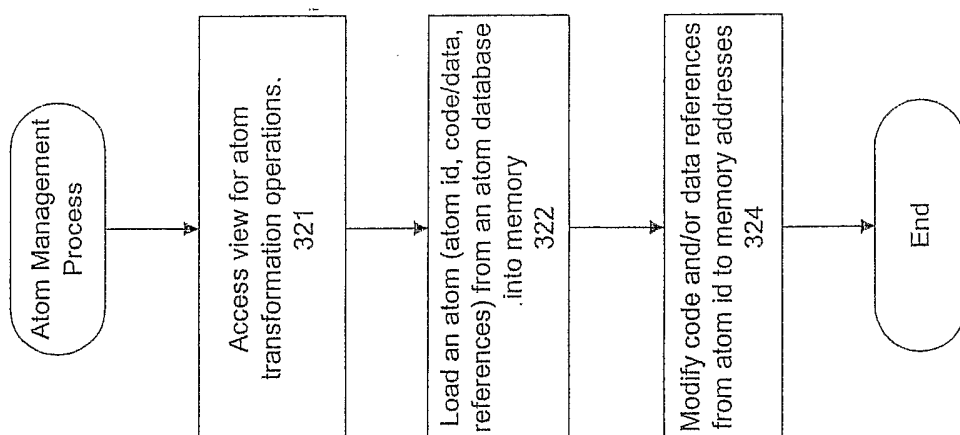 Atom Management
Process
Access view for atom
transformation operations.
321
Load an atom (atom id, code/data,
references) from an atom database
.into memory
322
Modify code and/or data references
from atom id to memory addresses
324
End